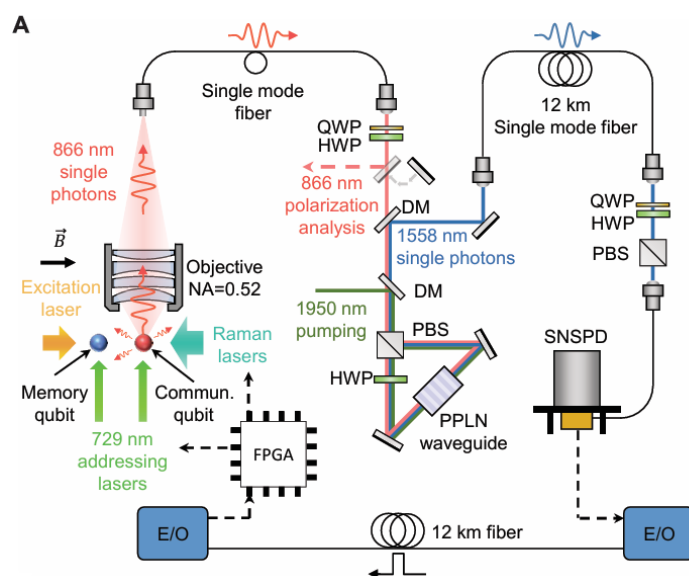 A
Single mode
fiber
12 km
Single mode fiber
QWP
HWP
866 nm
single
photons
866 nm
polarization
analysis
DM
1558 nm
single photons
QWP
HWP
PBS
B
Objective
NA=0.52
Excitation
laser
1950 nm
pumping
DM
PBS
HWP
PPLN
waveguide
SNSPD
Raman
lasers
Memory
qubit
Commun.
qubit
729 nm
addressing
lasers
FPGA
E/O
12 km fiber
E/O